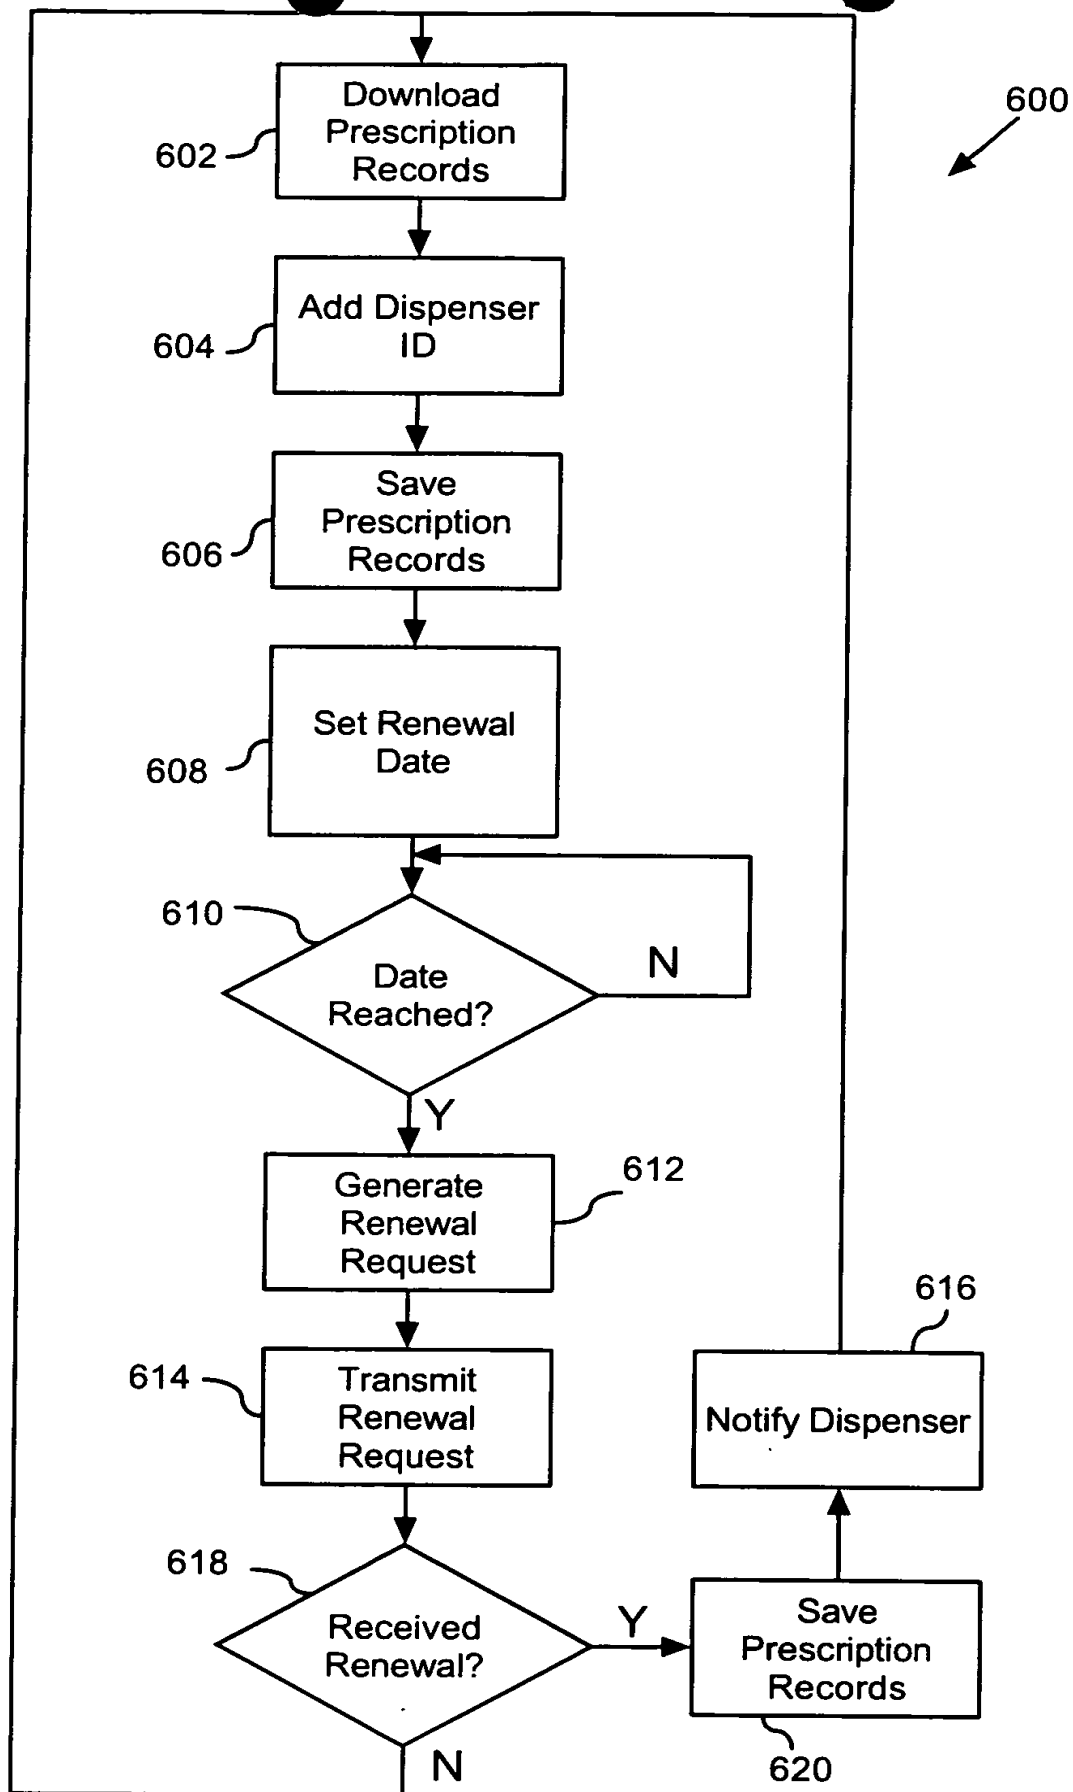 600
Download
Prescription
Records
602
Add Dispenser
ID
604
Save
Prescription
Records
606
Set Renewal
Date
608
610
Date
Reached?
N
Y
Generate
Renewal
Request
612
614
Transmit
Renewal
Request
616
Notify Dispenser
618
Received
Renewal?
Y
N
Save
Prescription
Records
620